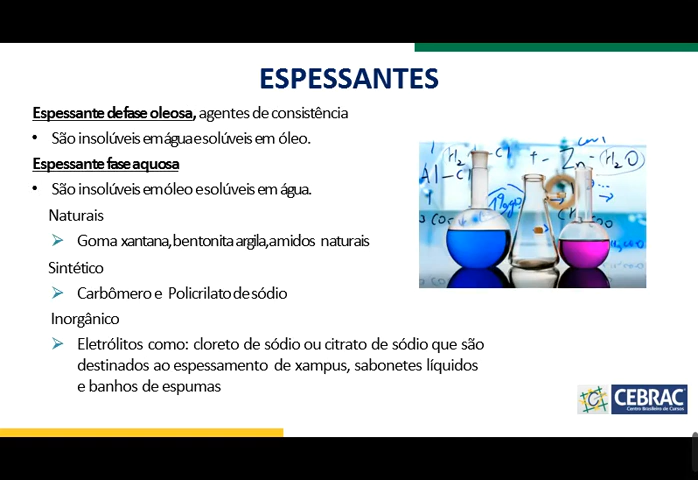 ESPESSANTES
Espessante de fase oleosa, agentes de consistência
• São insolúveis em água e solúveis em óleo.
Espessante fase aquosa
• São insolúveis em óleo e solúveis em água.
Naturais
Goma xantana, bentonita argila, amidos naturais
Sintético
Carbômero e Policrilato de sódio
Inorgânico
Eletrólitos como: cloreto de sódio ou citrato de sódio que são
destinados ao espessamento de xampus, sabonetes líquidos
e banhos de espumas
CEBRAC
Centro Brasileiro de Cursos